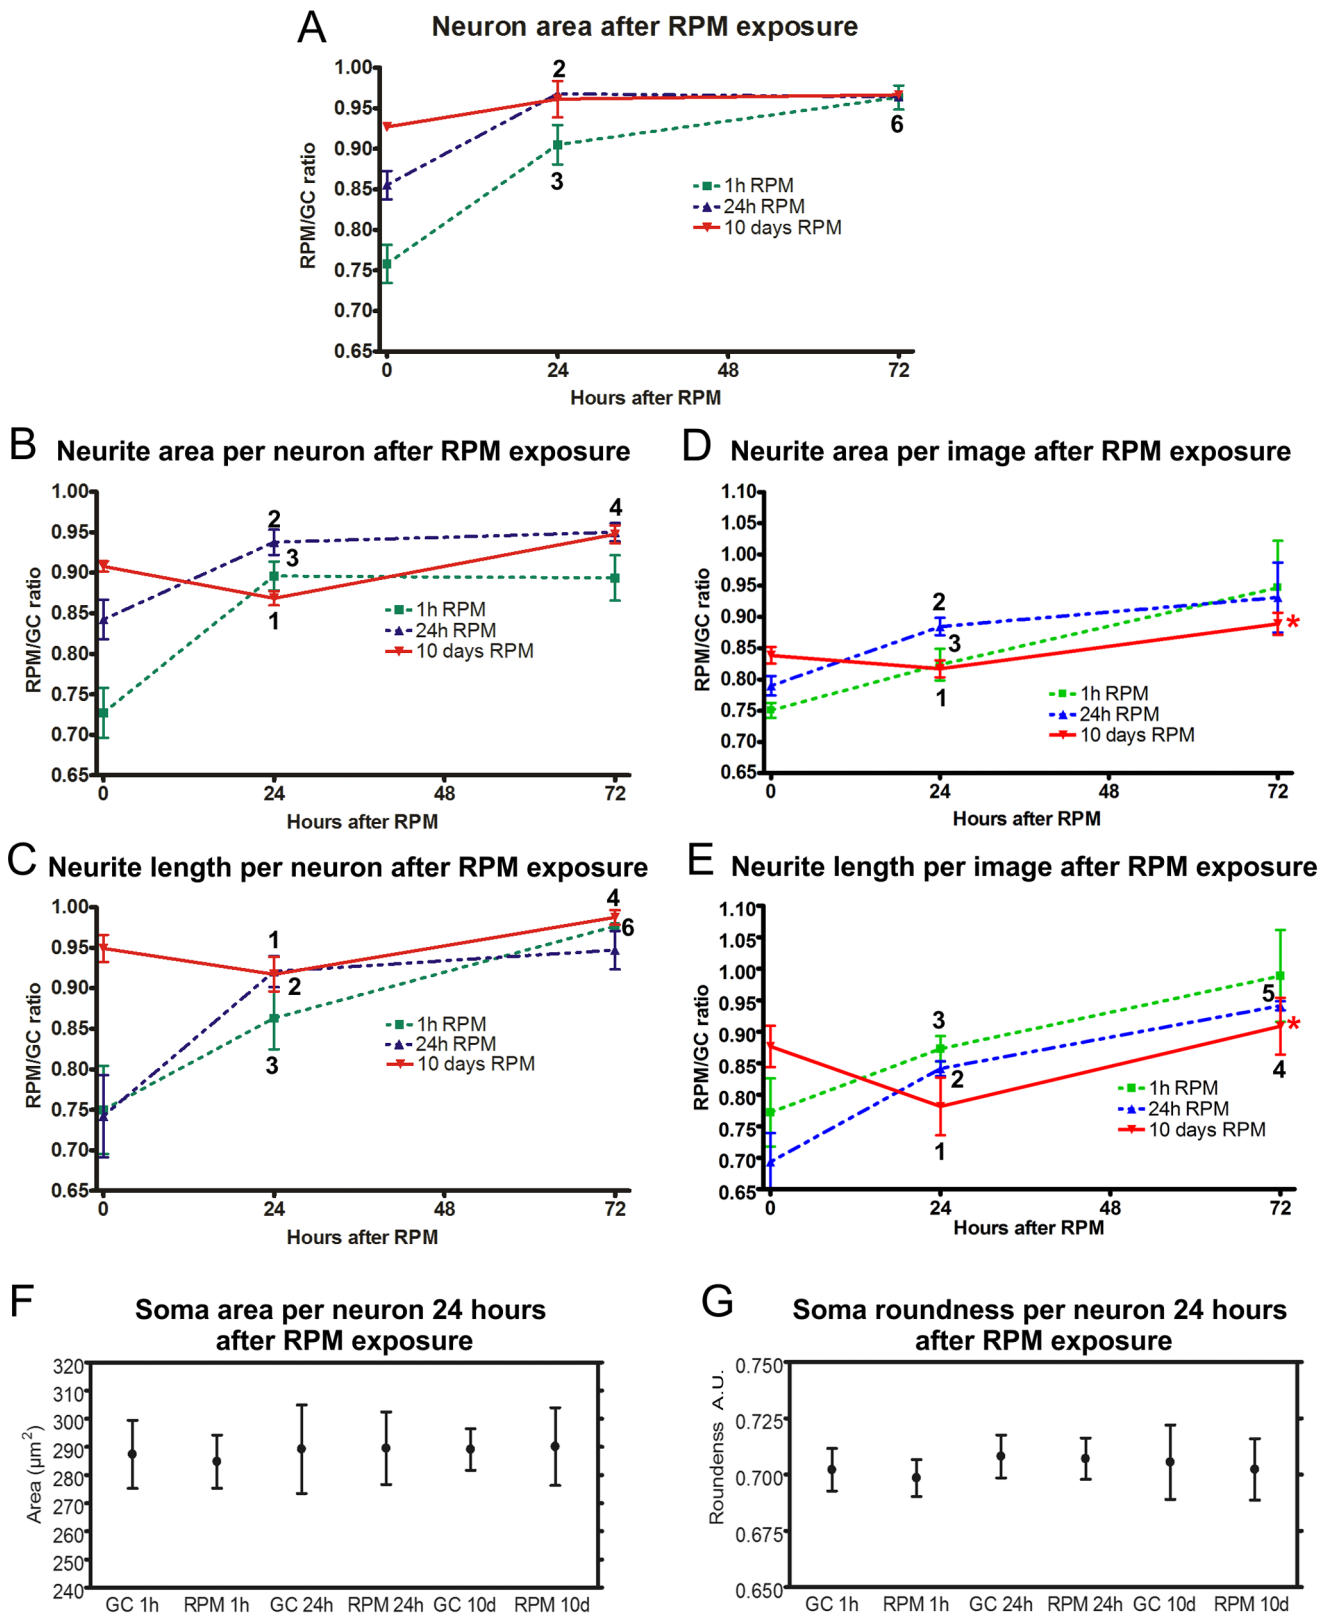 A
Neuron area after RPM exposure
RPM/GC ratio
1.00
0.95
0.90
0.85
0.80
0.75
0.70
0.65
2
3
6
1h RPM
24h RPM
10 days RPM
0 24 48 72
Hours after RPM
B
Neurite area per neuron after RPM exposure
RPM/GC ratio
1.00
0.95
0.90
0.85
0.80
0.75
0.70
0.65
2
3
1
4
1h RPM
24h RPM
10 days RPM
0 24 48 72
Hours after RPM
D
Neurite area per image after RPM exposure
RPM/GC ratio
1.10
1.05
1.00
0.95
0.90
0.85
0.80
0.75
0.70
0.65
2
3
1
*
1h RPM
24h RPM
10 days RPM
0 24 48 72
Hours after RPM
C
Neurite length per neuron after RPM exposure
RPM/GC ratio
1.00
0.95
0.90
0.85
0.80
0.75
0.70
0.65
1
2
3
4
6
1h RPM
24h RPM
10 days RPM
0 24 48 72
Hours after RPM
E
Neurite length per image after RPM exposure
RPM/GC ratio
1.10
1.05
1.00
0.95
0.90
0.85
0.80
0.75
0.70
0.65
3
2
1
5
*
4
1h RPM
24h RPM
10 days RPM
0 24 48 72
Hours after RPM
F
Soma area per neuron 24 hours
after RPM exposure
Area (µm²)
320
310
300
290
280
270
260
250
240
GC 1h RPM 1h GC 24h RPM 24h GC 10d RPM 10d
G
Soma roundness per neuron 24 hours
after RPM exposure
Roundenss A.U.
0.750
0.725
0.700
0.675
0.650
GC 1h RPM 1h GC 24h RPM 24h GC 10d RPM 10d